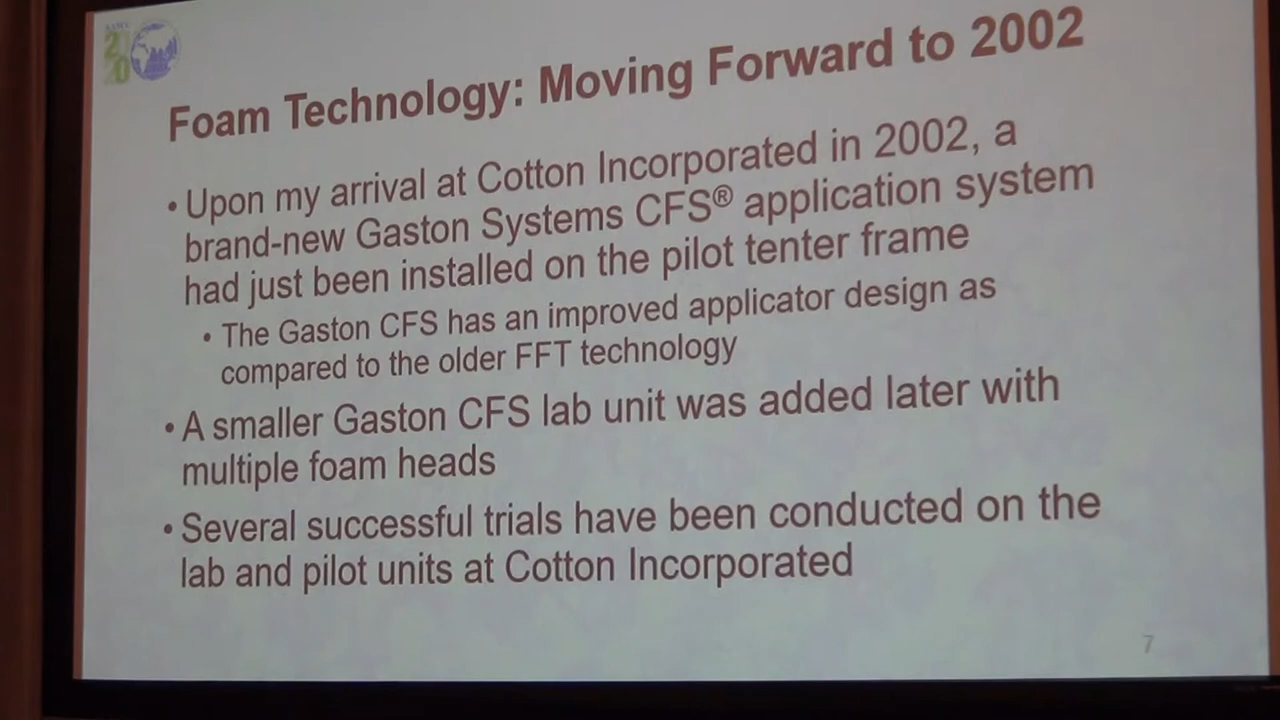 Foam Technology: Moving Forward to 2002
• Upon my arrival at Cotton Incorporated in 2002, a
brand-new Gaston Systems CFS® application system
had just been installed on the pilot tenter frame
• The Gaston CFS has an improved applicator design as
compared to the older FFT technology
• A smaller Gaston CFS lab unit was added later with
multiple foam heads
• Several successful trials have been conducted on the
lab and pilot units at Cotton Incorporated
7